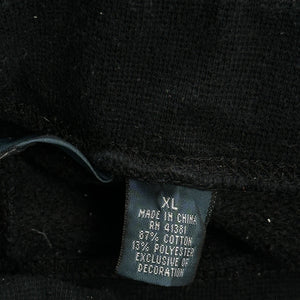 XL
MADE IN CHINA
RN 41381
87% COTTON
13% POLYESTER
EXCLUSIVE OF
DECORATION